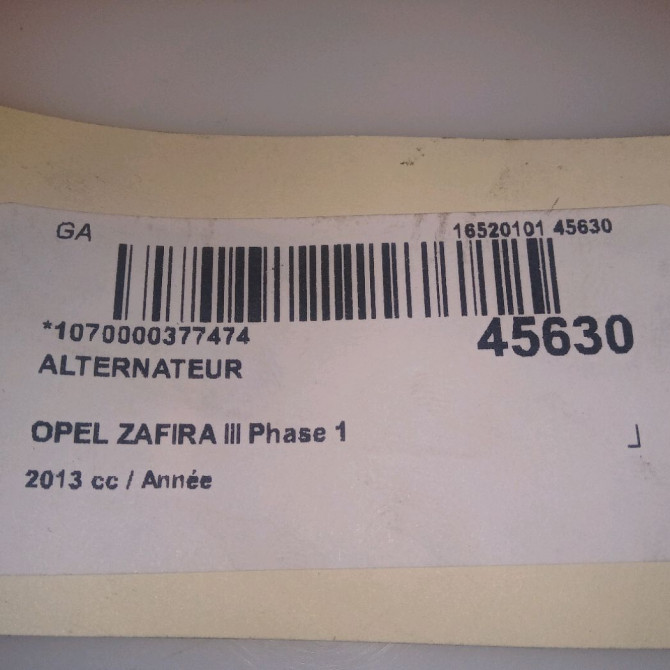 GA 16520101 45630
*1070000377474 45630
ALTERNATEUR
OPEL ZAFIRA III Phase 1
2013 cc / Année